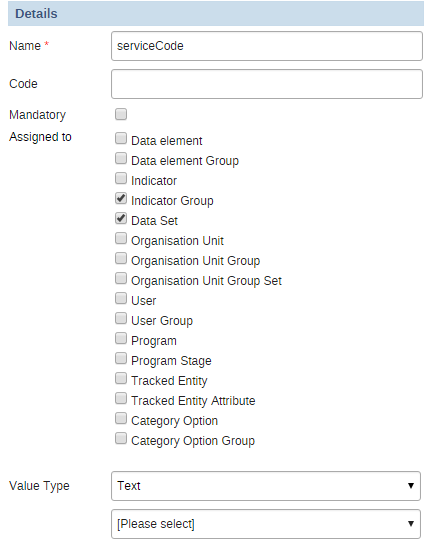 Details
Name * serviceCode
Code
Mandatory
Assigned to
Data element
Data element Group
Indicator
Indicator Group
Data Set
Organisation Unit
Organisation Unit Group
Organisation Unit Group Set
User
User Group
Program
Program Stage
Tracked Entity
Tracked Entity Attribute
Category Option
Category Option Group
Value Type Text
[Please select]